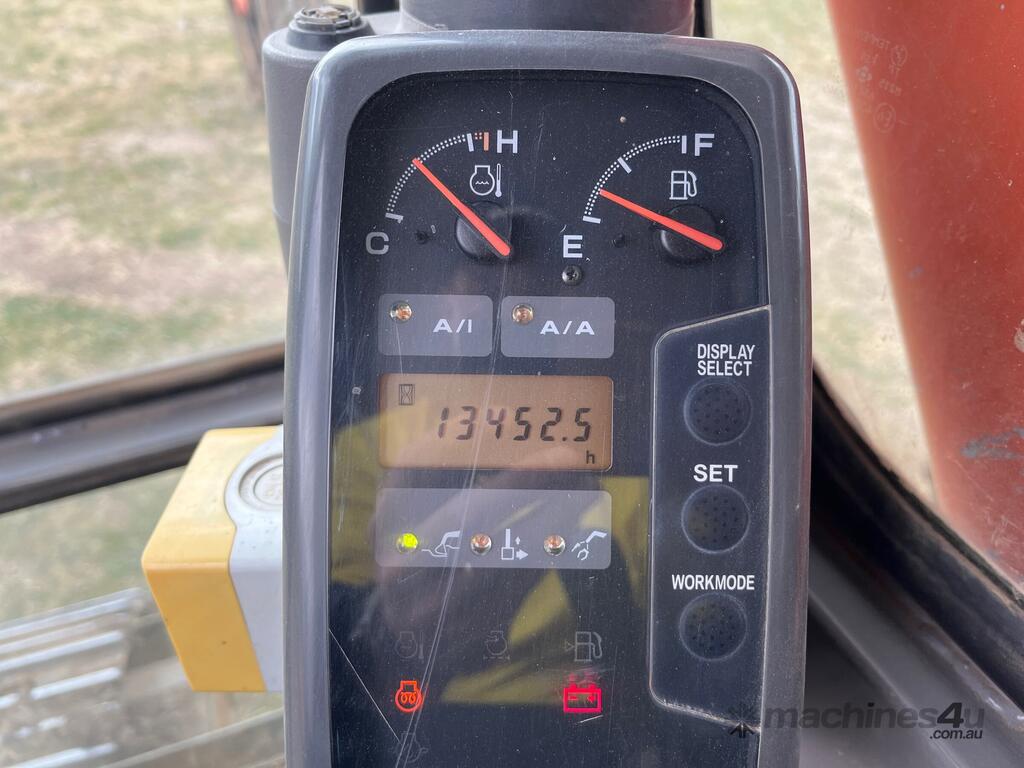 H
F
C
E
A/I
A/A
DISPLAY
SELECT
13452.5
h
SET
WORKMODE
machines4u
.com.au